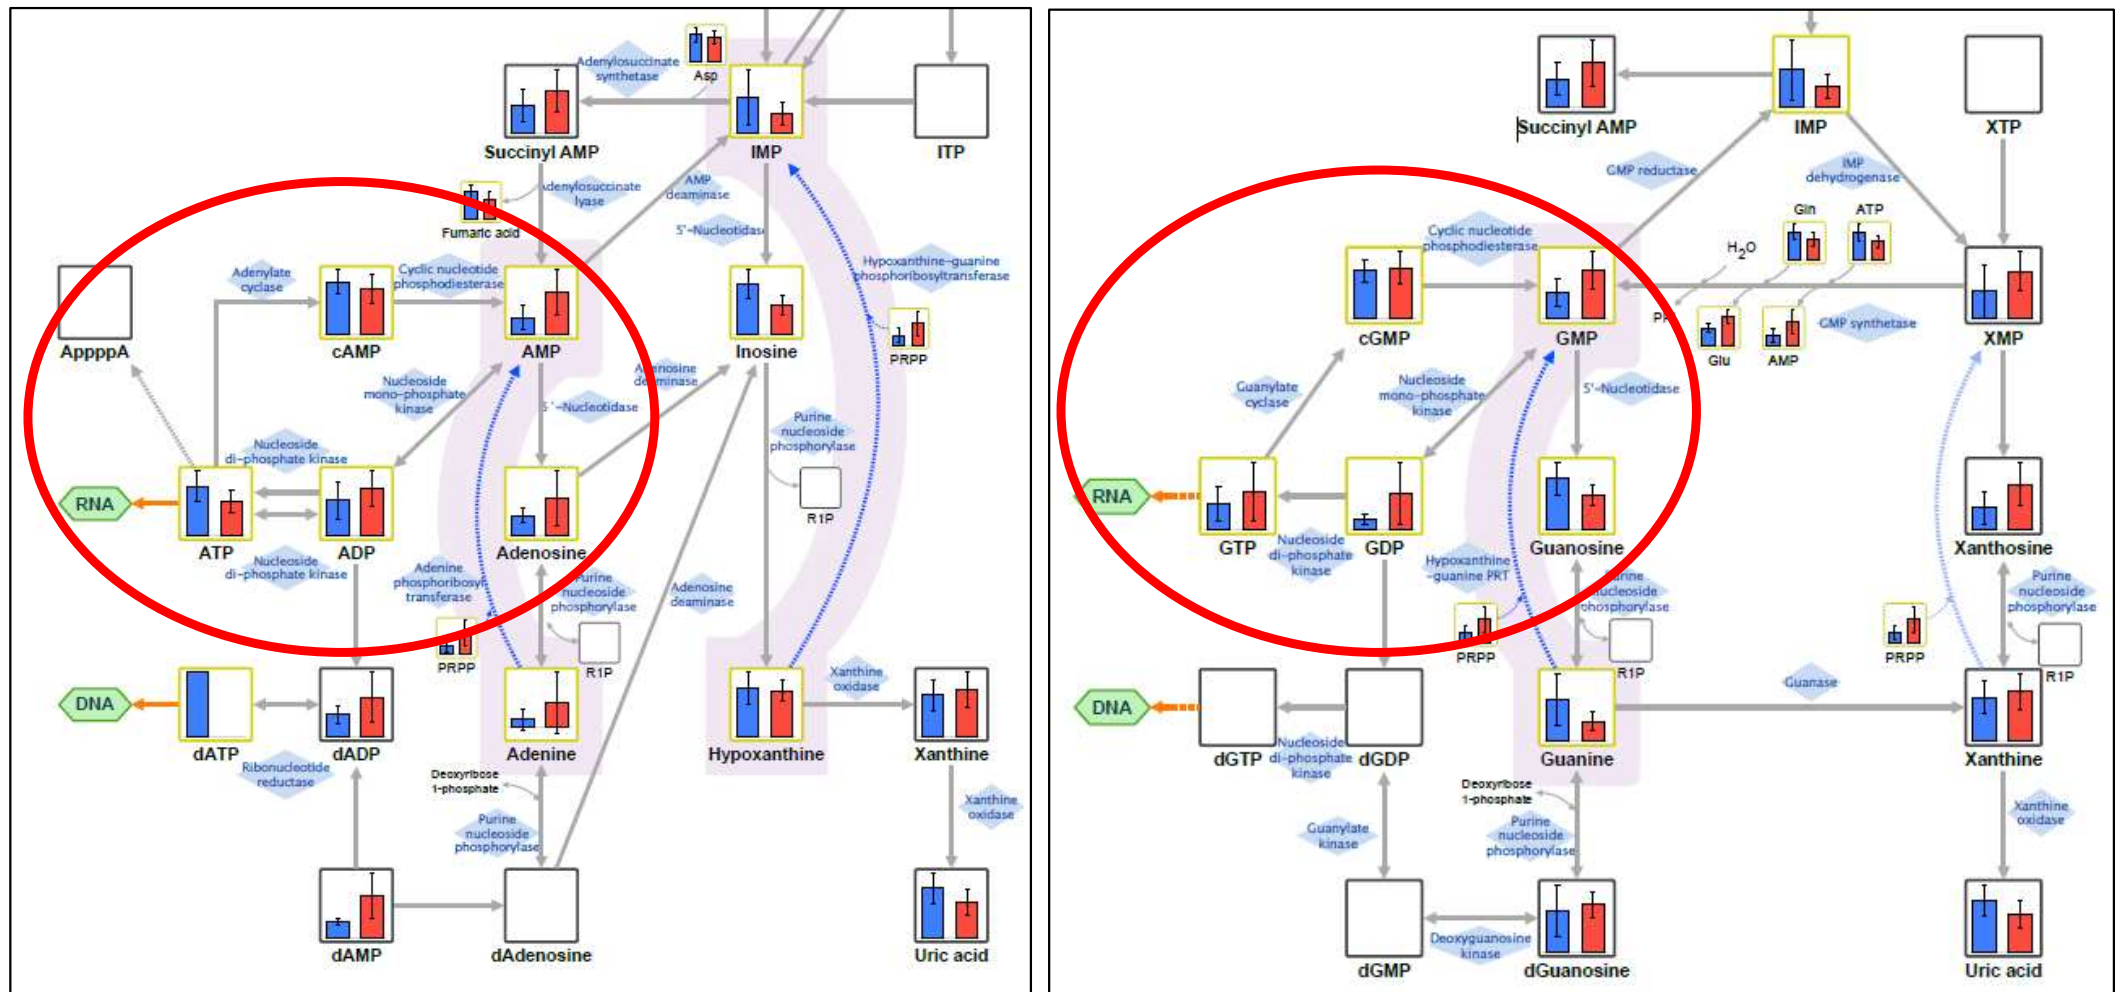 Adenylosuccinate
synthetase
Asp
Succinyl AMP
IMP
ITP
Adenylosuccinate
lyase
AMP
deaminase
Fumaric acid
5'-Nucleotidase
Hypoxanthine-guanine
phosphoribosyltransferase
Adenylate
cyclase
Cyclic nucleotide
phosphodiesterase
AppppA
cAMP
AMP
Inosine
PRPP
Nucleoside
mono-phosphate
kinase
Adenosine
deaminase
5'-Nucleotidase
Purine
nucleoside
phosphorylase
Nucleoside
di-phosphate kinase
RNA
R1P
ATP
ADP
Adenosine
Nucleoside
di-phosphate kinase
Adenine
phosphoribosyl
transferase
Purine
nucleoside
phosphorylase
Adenosine
deaminase
PRPP
R1P
Xanthine
oxidase
DNA
dATP
dADP
Adenine
Hypoxanthine
Xanthine
Ribonucleotide
reductase
Deoxyribose
1-phosphate
Xanthine
oxidase
Purine
nucleoside
phosphorylase
dAMP
dAdenosine
Uric acid
Succinyl AMP
IMP
XTP
GMP reductase
IMP
dehydrogenase
Gln
ATP
Cyclic nucleotide
phosphodiesterase
H2O
cGMP
GMP
Glu
AMP
GMP synthetase
XMP
Guanylate
cyclase
Nucleoside
mono-phosphate
kinase
5'-Nucleotidase
RNA
GTP
GDP
Guanosine
Xanthosine
Nucleoside
di-phosphate
kinase
Hypoxanthine
-guanine PRT
Purine
nucleoside
phosphorylase
Purine
nucleoside
phosphorylase
PRPP
R1P
PRPP
R1P
Guanase
DNA
dGTP
Nucleoside
di-phosphate
kinase
dGDP
Guanine
Xanthine
Deoxyribose
1-phosphate
Xanthine
oxidase
Guanylate
kinase
Purine
nucleoside
phosphorylase
Deoxyguanosine
kinase
dGMP
dGuanosine
Uric acid